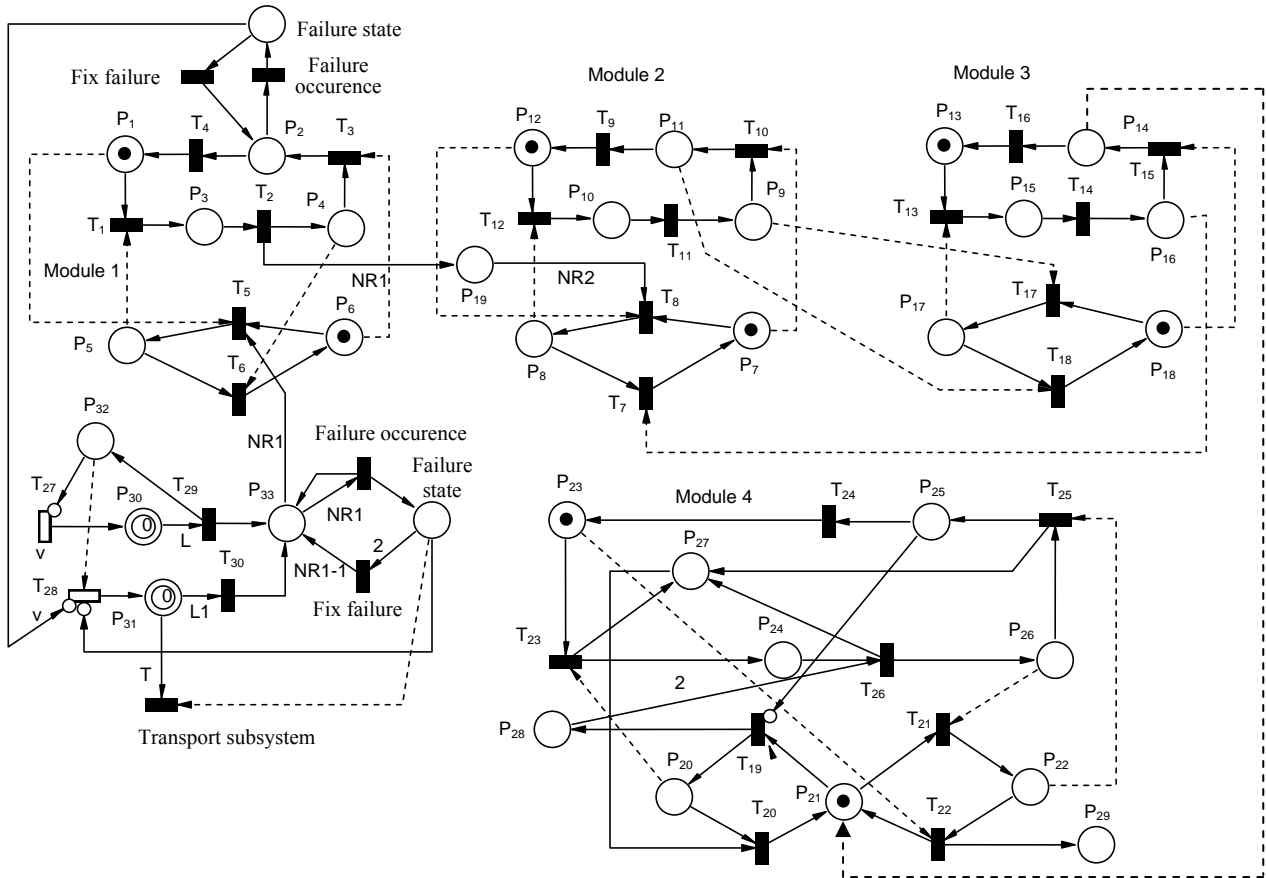 Failure state
Fix failure
Failure
occurence
Module 2
Module 3
P1
T4
P2
T3
P12
T9
P11
T10
P13
T16
P14
T15
P3
T2
P4
P10
P9
P15
T14
T1
T12
T11
T13
P16
Module 1
NR1
P19
NR2
T5
P6
T8
P17
T17
P5
T6
P8
P7
T18
P18
T7
P32
NR1
Failure occurence
Failure
state
T27
P30
T29
P33
P23
Module 4
T24
P25
T25
0
L
NR1
v
T30
2
P27
T28
0
NR1-1
v
P31
L1
Fix failure
T23
P24
P26
T
2
T26
Transport subsystem
P28
T21
P20
T19
P22
P21
T20
T22
P29